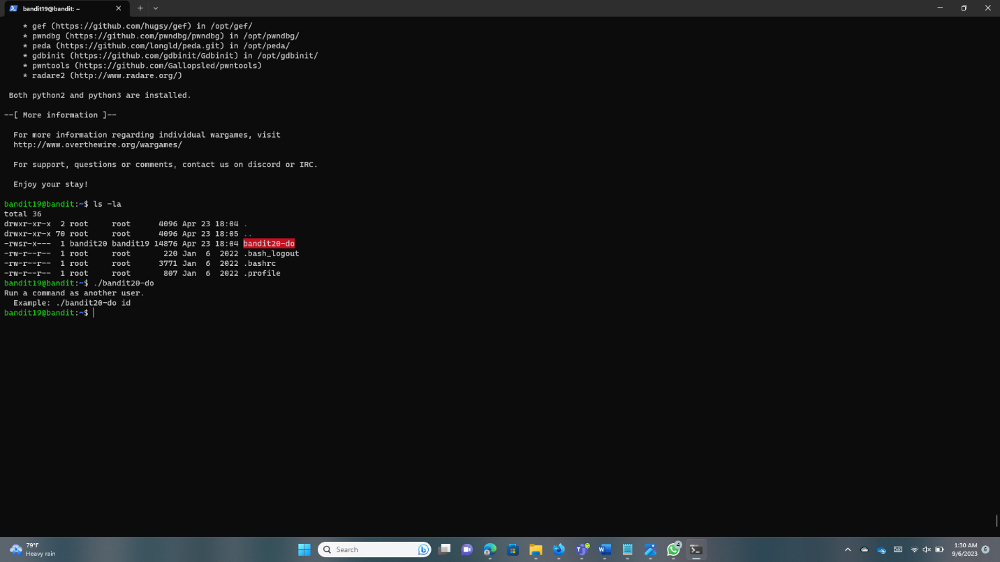 bandit19@bandit: ~
* gef (https://github.com/hugsy/gef) in /opt/gef/
* pwndbg (https://github.com/pwndbg/pwndbg) in /opt/pwndbg/
* peda (https://github.com/longld/peda.git) in /opt/peda/
* gdbinit (https://github.com/gdbinit/Gdbinit) in /opt/gdbinit/
* pwntools (https://github.com/Gallopsled/pwntools)
* radare2 (http://www.radare.org/)
Both python2 and python3 are installed.
--[ More information ]--
For more information regarding individual wargames, visit
http://www.overthewire.org/wargames/
For support, questions or comments, contact us on discord or IRC.
Enjoy your stay!
bandit19@bandit:~$ ls -la
total 36
drwxr-xr-x  2 root     root      4096 Apr 23 18:04 .
drwxr-xr-x 70 root     root      4096 Apr 23 18:05 ..
-rwsr-x---  1 bandit20 bandit19 14876 Apr 23 18:04 bandit20-do
-rw-r--r--  1 root     root       220 Jan  6  2022 .bash_logout
-rw-r--r--  1 root     root      3771 Jan  6  2022 .bashrc
-rw-r--r--  1 root     root       807 Jan  6  2022 .profile
bandit19@bandit:~$ ./bandit20-do
Run a command as another user.
Example: ./bandit20-do id
bandit19@bandit:~$
79°F
Heavy rain
Search
4
1:30 AM
9/6/2023
6